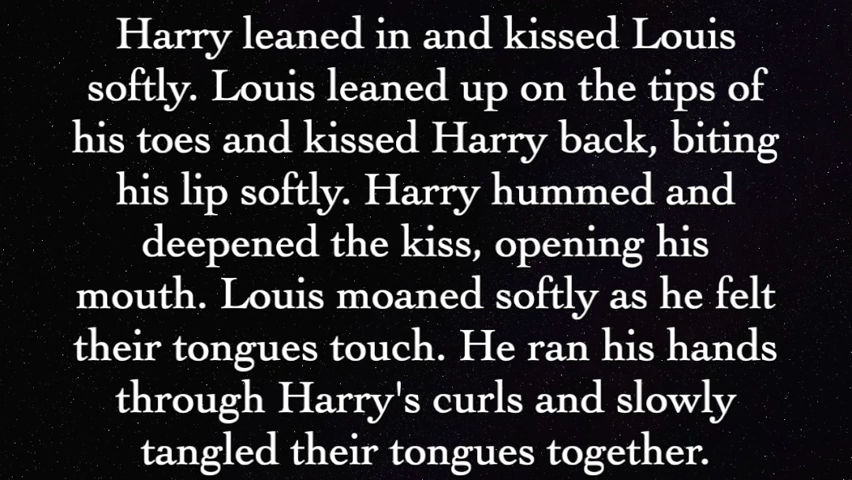 Harry leaned in and kissed Louis
softly. Louis leaned up on the tips of
his toes and kissed Harry back, biting
his lip softly. Harry hummed and
deepened the kiss, opening his
mouth. Louis moaned softly as he felt
their tongues touch. He ran his hands
through Harry's curls and slowly
tangled their tongues together.